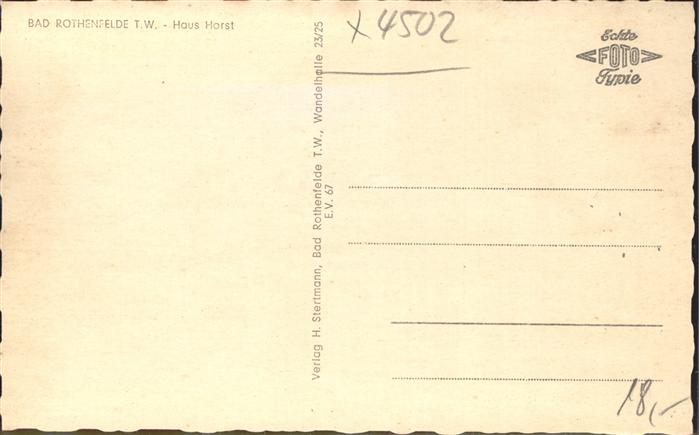 BAD ROTHENFELDE T.W. - Haus Horst
x 4502
Echte
FOTO
Typie
Verlag H. Stertmann, Bad Rothenfelde T.W., Wandelhalle 23/25
E.V. 67
18,-